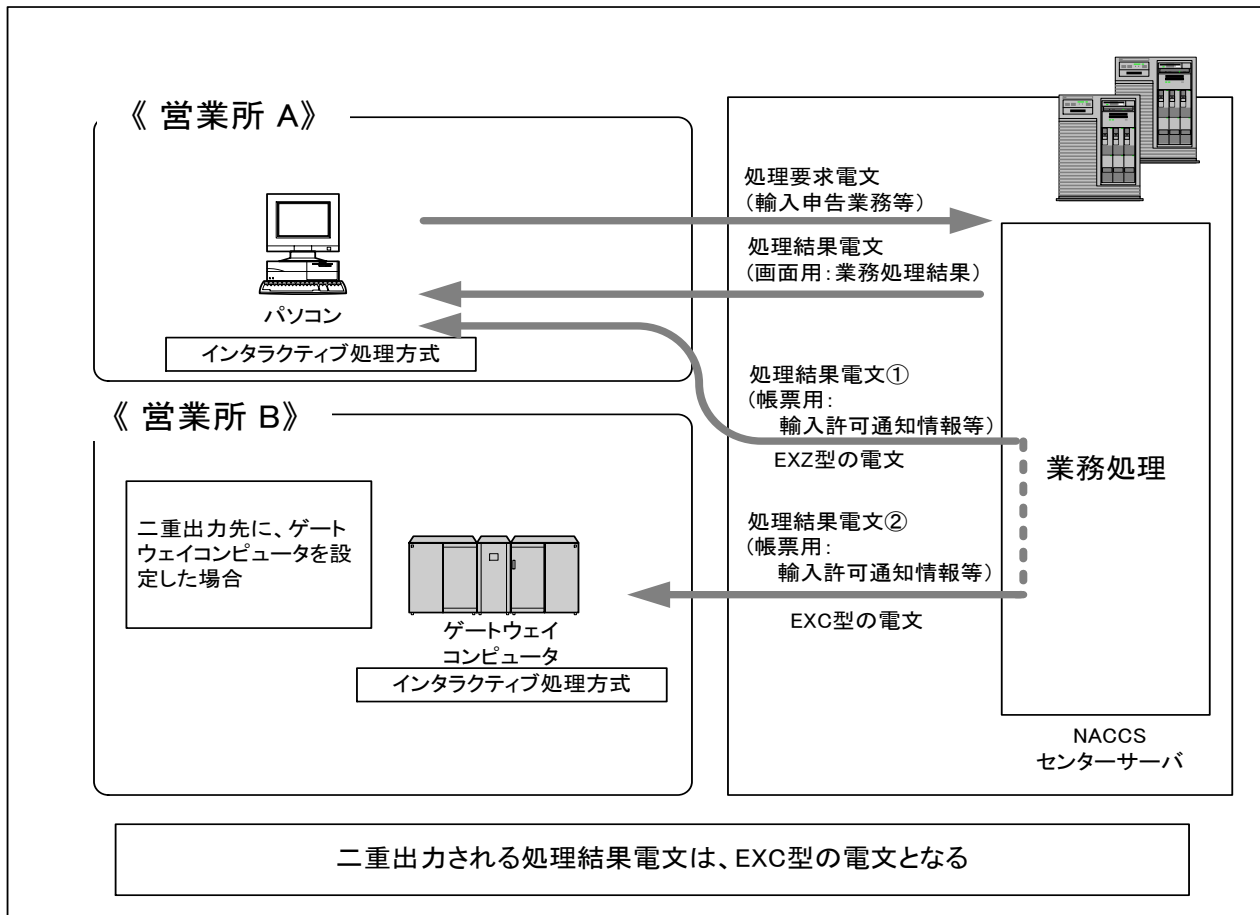 《 営業所 A》
パソコン
インタラクティブ処理方式
処理要求電文
（輸入申告業務等）
処理結果電文
（画面用：業務処理結果）
処理結果電文①
（帳票用：
輸入許可通知情報等）
EXZ型の電文
《 営業所 B》
二重出力先に、ゲート
ウェイコンピュータを設
定した場合
ゲートウェイ
コンピュータ
インタラクティブ処理方式
処理結果電文②
（帳票用：
輸入許可通知情報等）
EXC型の電文
業務処理
NACCS
センターサーバ
二重出力される処理結果電文は、EXC型の電文となる